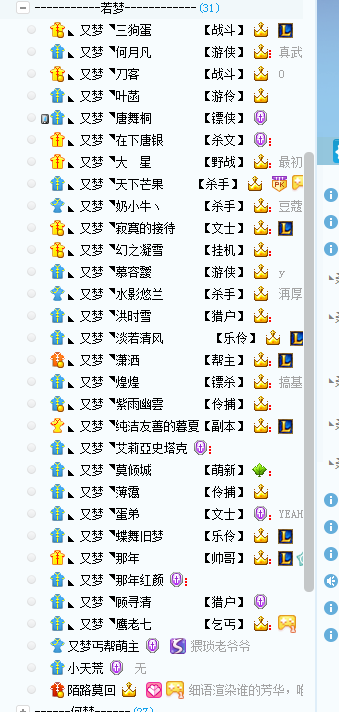 ------------若梦------------- (31)
又梦◥三狗蛋 【战斗】
又梦◥何月凡 【游侠】 真武
又梦◥刀客 【战斗】 0
又梦◥叶菡 【游伶】
又梦◥唐舞桐 【镖侠】
又梦◥在下唐银 【杀文】
又梦◥大 星 【野战】 最初
又梦◥天下芒果 【杀手】
又梦◥奶小牛丶 【杀手】 豆蔻
又梦◥寂寞的接待 【文士】
又梦◥幻之凝雪 【挂机】
又梦◥慕容靉 【游侠】 y
又梦◥水影悠兰 【杀手】
又梦◥洪时雪 【猎户】
又梦◥淡若清风 【乐伶】
又梦◥潇洒 【帮主】
又梦◥煌煌 【镖杀】 搞基
又梦◥紫雨幽雲 【伶捕】
又梦◥纯洁友善的暮夏【副本】
又梦◥艾莉亞史塔克
又梦◥莫倾城 【萌新】
又梦◥薄霭 【伶捕】
又梦◥蛋弟 【文士】 YEAH
又梦◥蝶舞旧梦 【乐伶】
又梦◥那年 【帅哥】
又梦◥那年红颜
又梦◥顾寻清 【猎户】
又梦◥鹰老七 【乞丐】
又梦丐帮萌主 猥琐老爷爷
小天荒 无
陌路莫回 细语渲染谁的芳华，
------何梦------ (27)